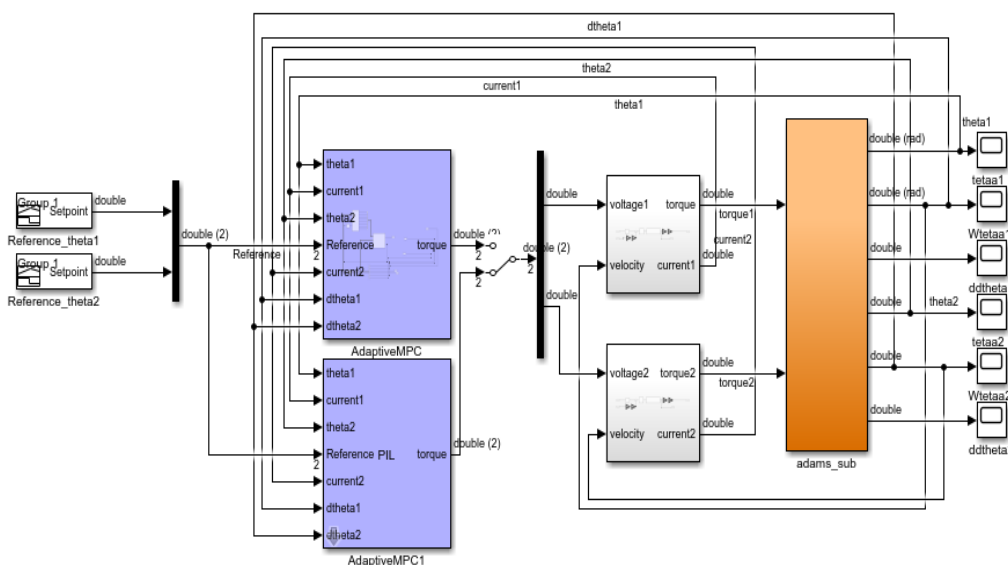 dtheta1
theta2
current1
theta1
Group 1
Setpoint
double
Reference_theta1
Group 1
Setpoint
double
Reference_theta2
double (2)
Reference
2
theta1
current1
theta2
Reference
torque
current2
dtheta1
dtheta2
AdaptiveMPC
double (2)
2
2
double (2)
2
theta1
current1
theta2
Reference
PIL
torque
double (2)
2
current2
dtheta1
dtheta2
AdaptiveMPC1
double
double
voltage1
torque
velocity
current1
double
torque1
current2
double
voltage2
torque2
velocity
current2
double
torque2
double
adams_sub
double (rad)
theta1
tetaa1
double (rad)
Wtetaa1
double
ddtheta
double
theta2
tetaa2
double
Wtetaa2
double
ddtheta